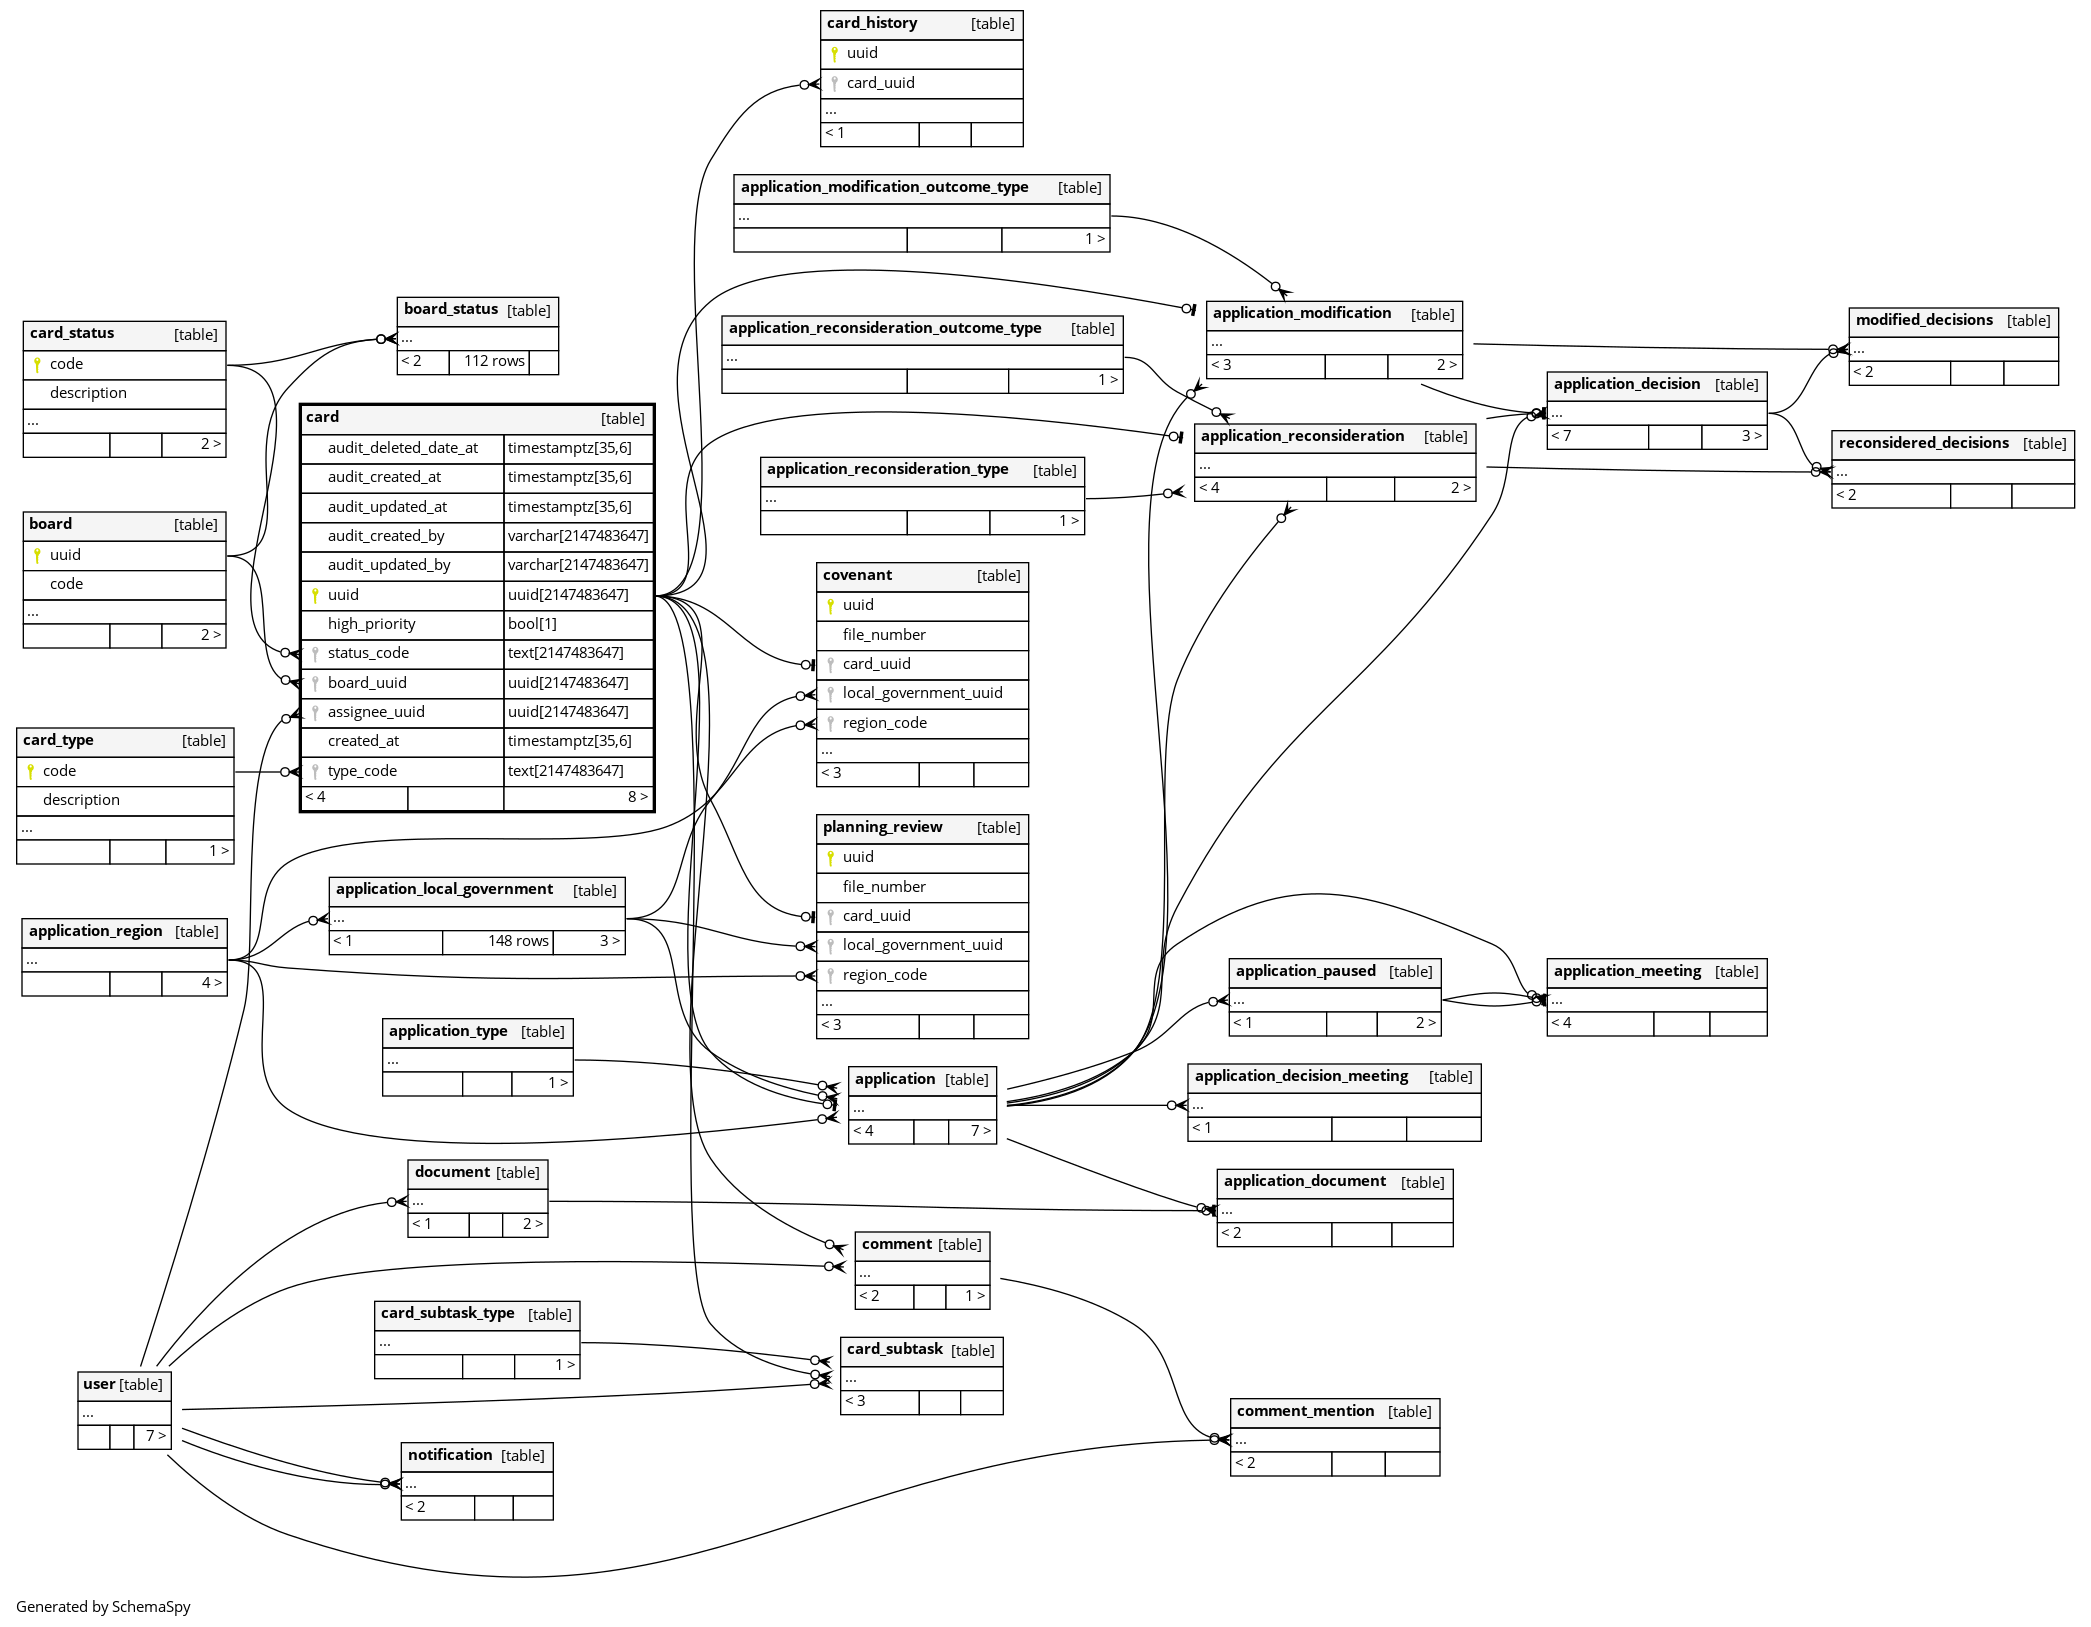 card_history [table]
uuid
card_uuid
...
< 1
application_modification_outcome_type [table]
...
1 >
board_status [table]
...
< 2 112 rows
card_status [table]
code
description
...
2 >
application_reconsideration_outcome_type [table]
...
1 >
application_modification [table]
...
< 3 2 >
modified_decisions [table]
...
< 2
application_decision [table]
...
< 7 3 >
card [table]
audit_deleted_date_at timestamptz[35,6]
audit_created_at timestamptz[35,6]
audit_updated_at timestamptz[35,6]
audit_created_by varchar[2147483647]
audit_updated_by varchar[2147483647]
uuid uuid[2147483647]
high_priority bool[1]
status_code text[2147483647]
board_uuid uuid[2147483647]
assignee_uuid uuid[2147483647]
created_at timestamptz[35,6]
type_code text[2147483647]
< 4 8 >
application_reconsideration [table]
...
< 4 2 >
reconsidered_decisions [table]
...
< 2
application_reconsideration_type [table]
...
1 >
board [table]
uuid
code
...
2 >
covenant [table]
uuid
file_number
card_uuid
local_government_uuid
region_code
...
< 3
card_type [table]
code
description
...
1 >
planning_review [table]
uuid
file_number
card_uuid
local_government_uuid
region_code
...
< 3
application_local_government [table]
...
< 1 148 rows 3 >
application_region [table]
...
4 >
application_paused [table]
...
< 1 2 >
application_meeting [table]
...
< 4
application_type [table]
...
1 >
application [table]
...
< 4 7 >
application_decision_meeting [table]
...
< 1
document [table]
...
< 1 2 >
application_document [table]
...
< 2
comment [table]
...
< 2 1 >
card_subtask_type [table]
...
1 >
card_subtask [table]
...
< 3
user [table]
...
7 >
comment_mention [table]
...
< 2
notification [table]
...
< 2
Generated by SchemaSpy